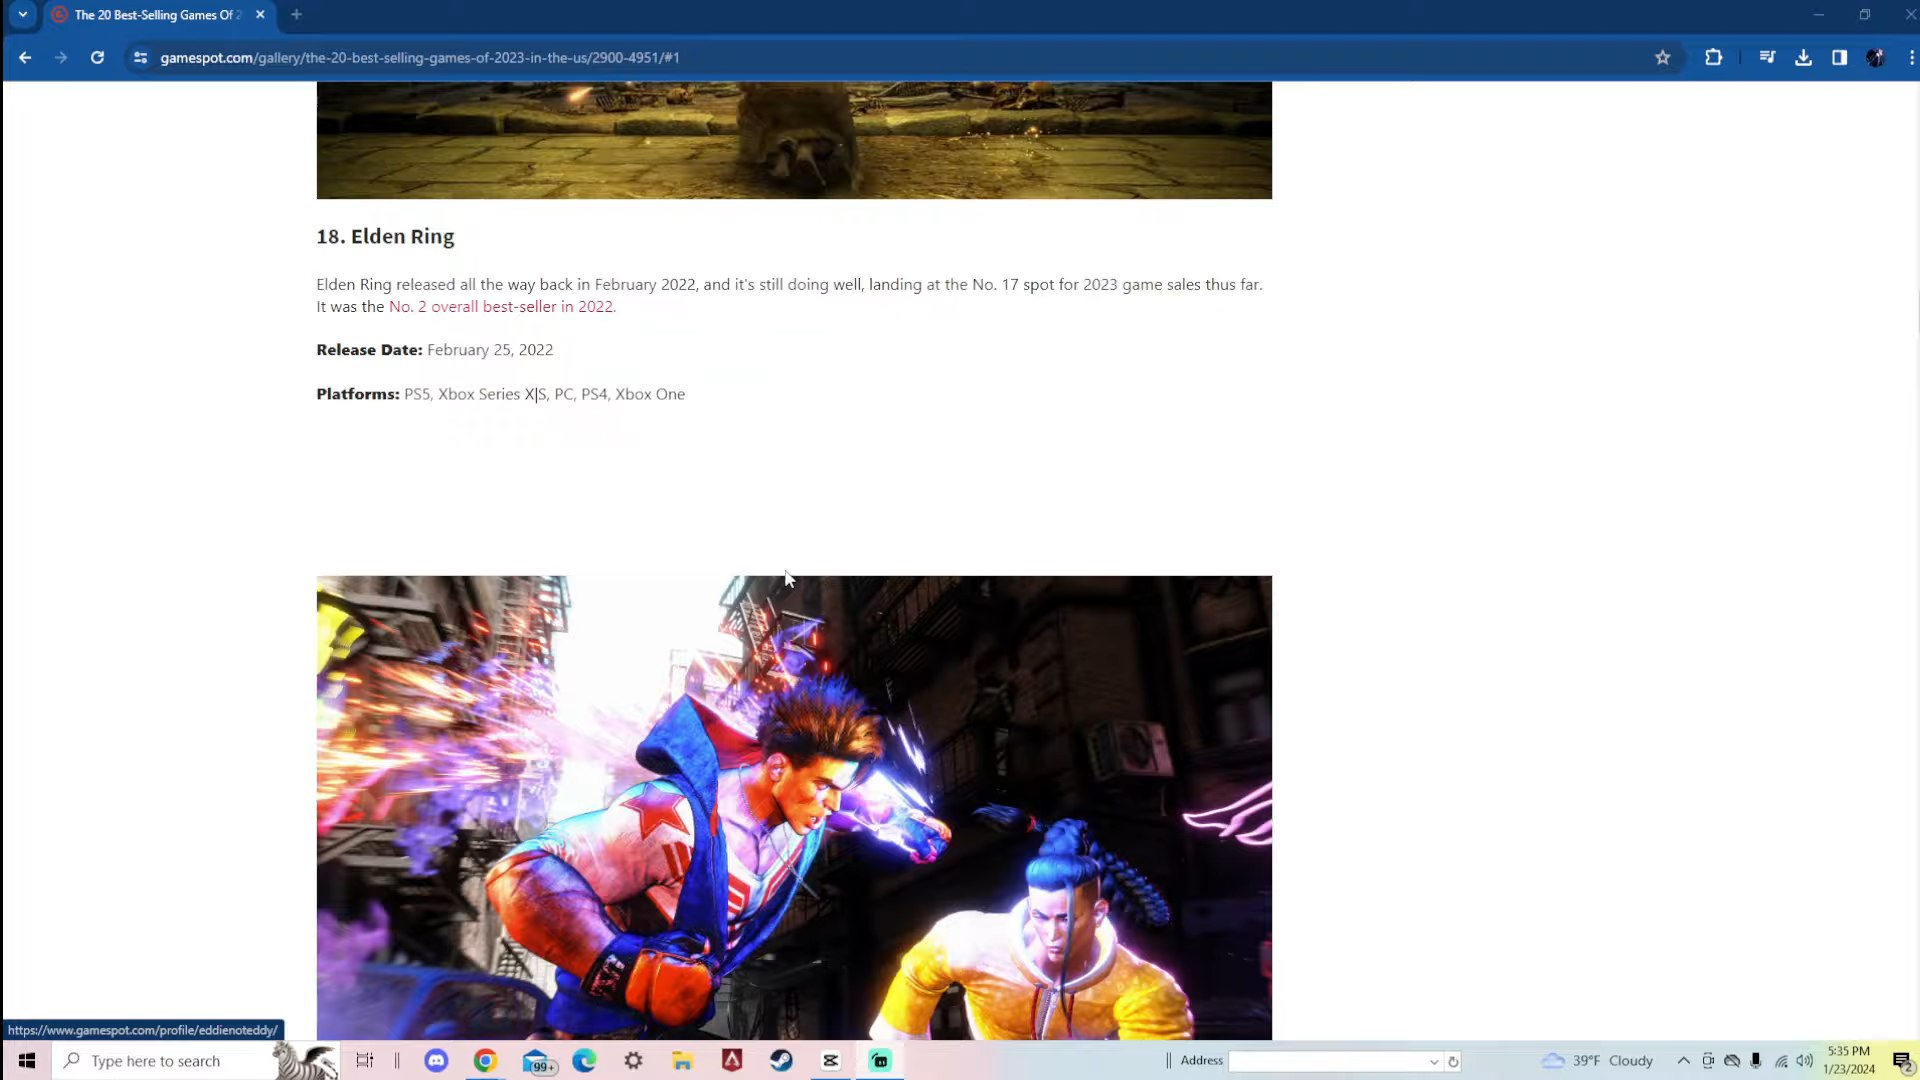 The 20 Best-Selling Games Of 2
gamespot.com/gallery/the-20-best-selling-games-of-2023-in-the-us/2900-4951/#1
18. Elden Ring
Elden Ring released all the way back in February 2022, and it's still doing well, landing at the No. 17 spot for 2023 game sales thus far.
It was the No. 2 overall best-seller in 2022.
Release Date: February 25, 2022
Platforms: PS5, Xbox Series X|S, PC, PS4, Xbox One
https://www.gamespot.com/profile/eddienoteddy/
Type here to search
99+
Address
39°F Cloudy
5:35 PM
1/23/2024
2